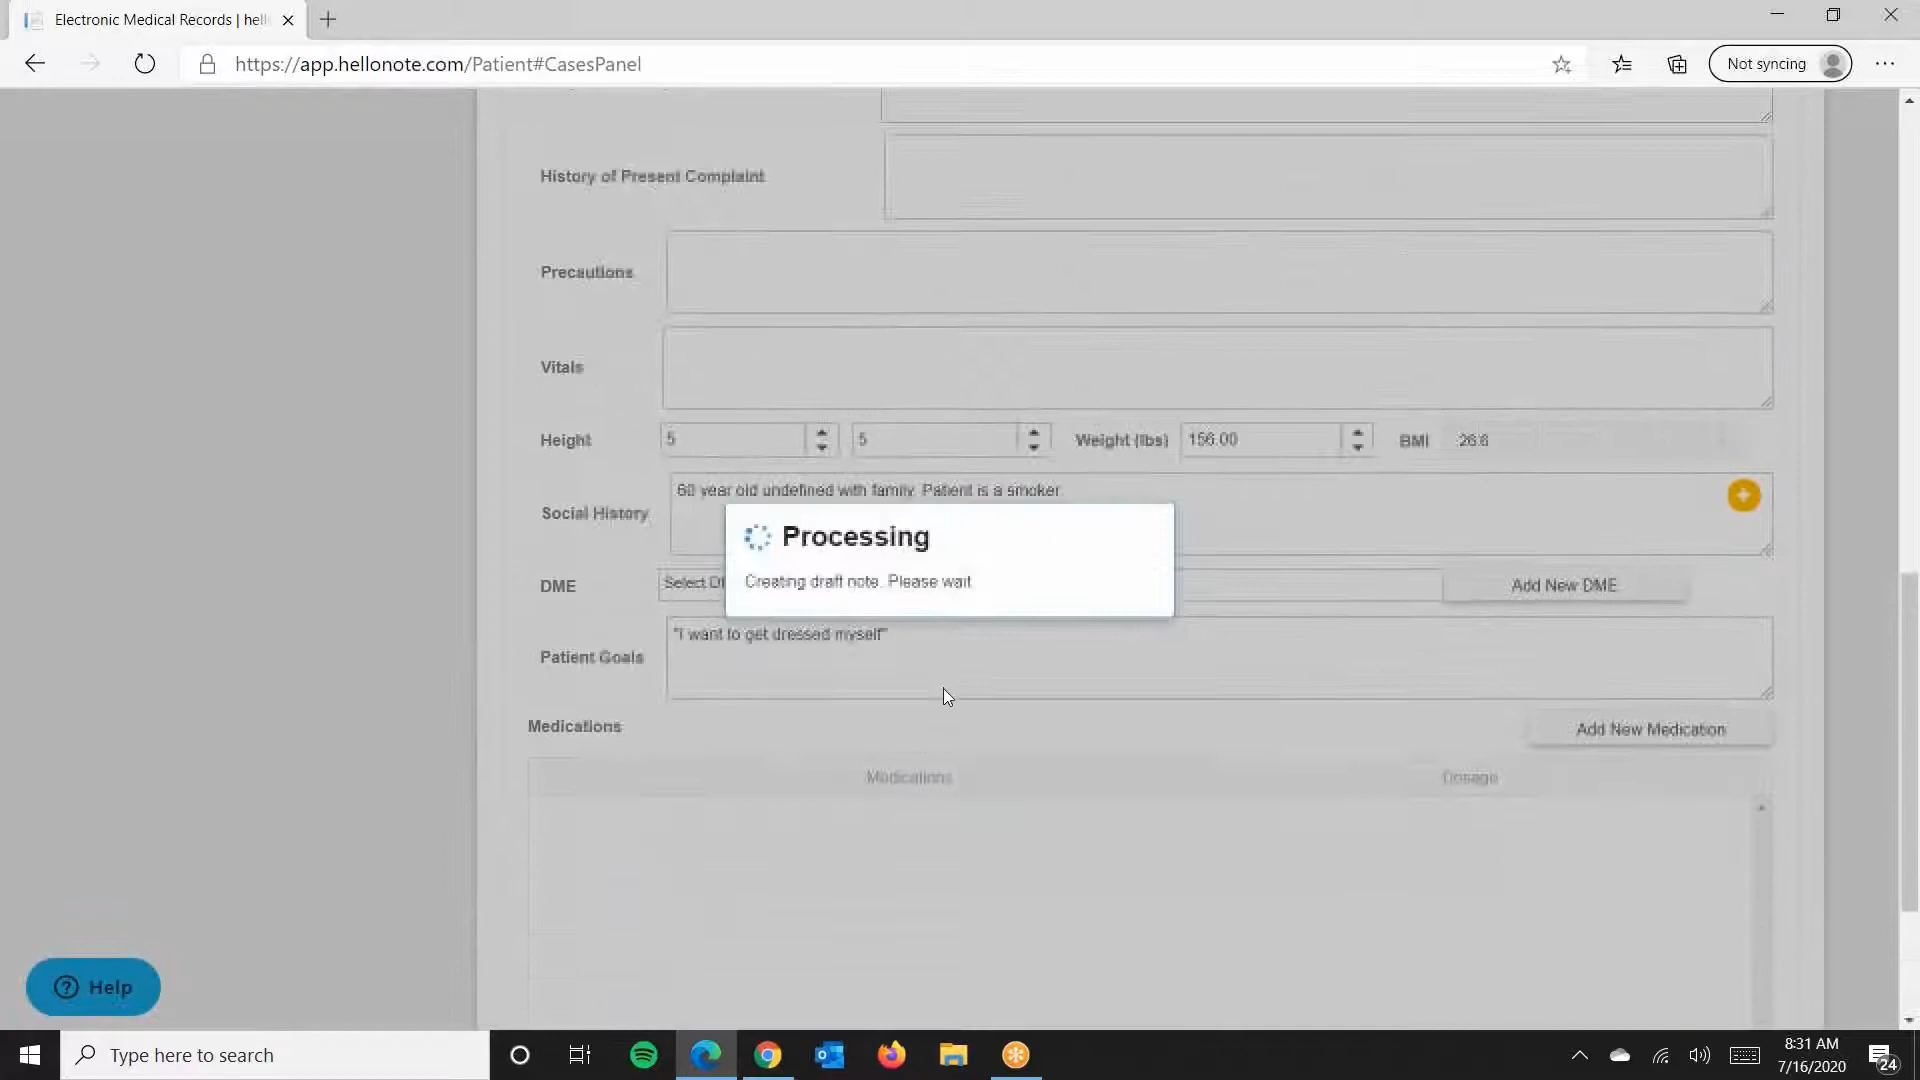 Electronic Medical Records | hell
https://app.hellonote.com/Patient#CasesPanel
Not syncing
History of Present Complaint
Precautions
Vitals
Height 5 5 Weight (lbs) 156.00 BMI 26.6
60 year old undefined with family. Patient is a smoker.
Social History
Processing
Creating draft note. Please wait
DME Select D Add New DME
"I want to get dressed myself"
Patient Goals
Medications Add New Medication
Medications Dosage
Help
Type here to search
8:31 AM
7/16/2020
24